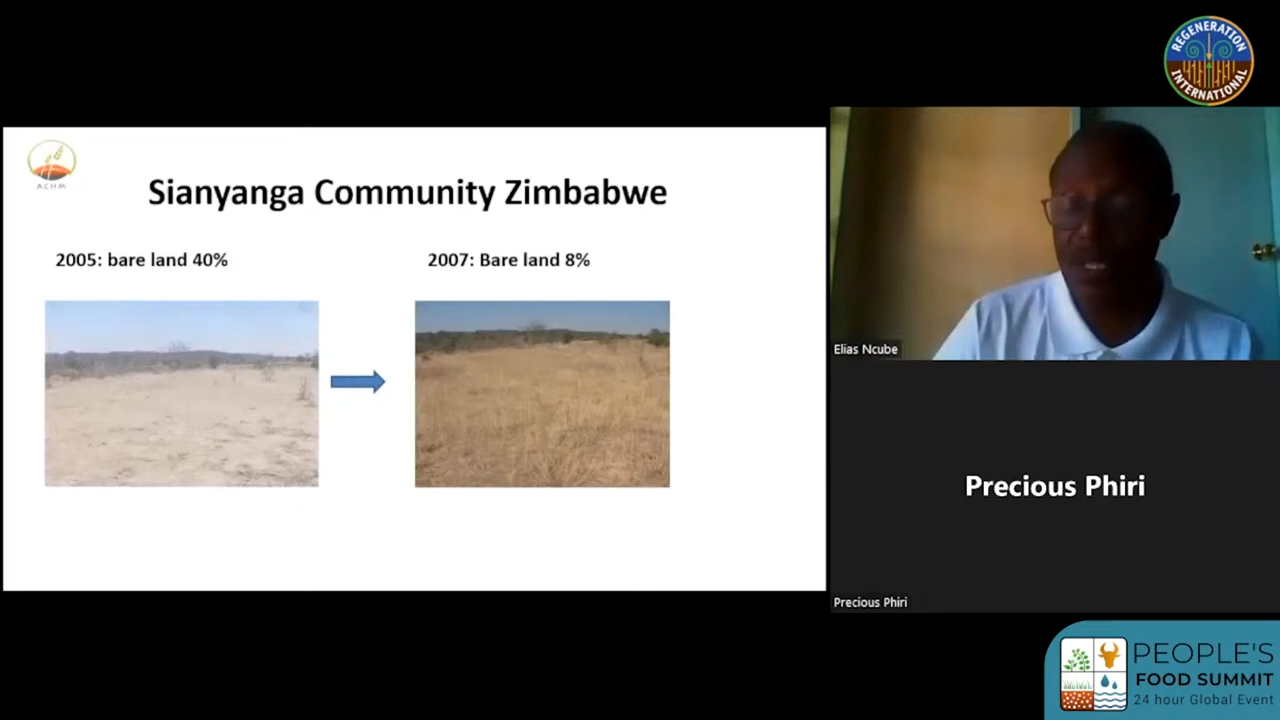 REGENERATION
INTERNATIONAL
ACHM
Sianyanga Community Zimbabwe
2005: bare land 40%
2007: Bare land 8%
Elias Ncube
Precious Phiri
Precious Phiri
PEOPLE'S
FOOD SUMMIT
24 hour Global Event